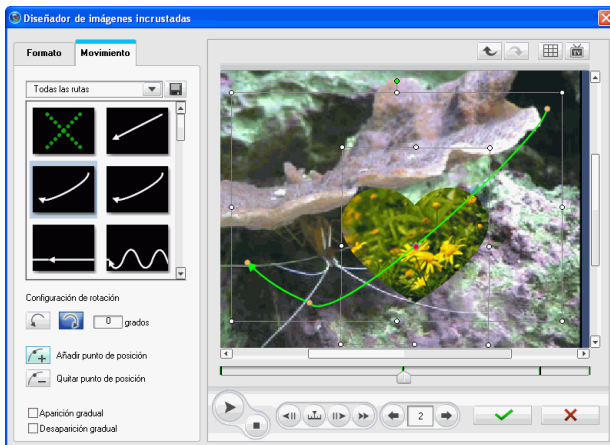 Diseñador de imágenes incrustadas
Formato
Movimiento
Todas las rutas
Configuración de rotación
0 grados
Añadir punto de posición
Quitar punto de posición
Aparición gradual
Desaparición gradual
TV
2